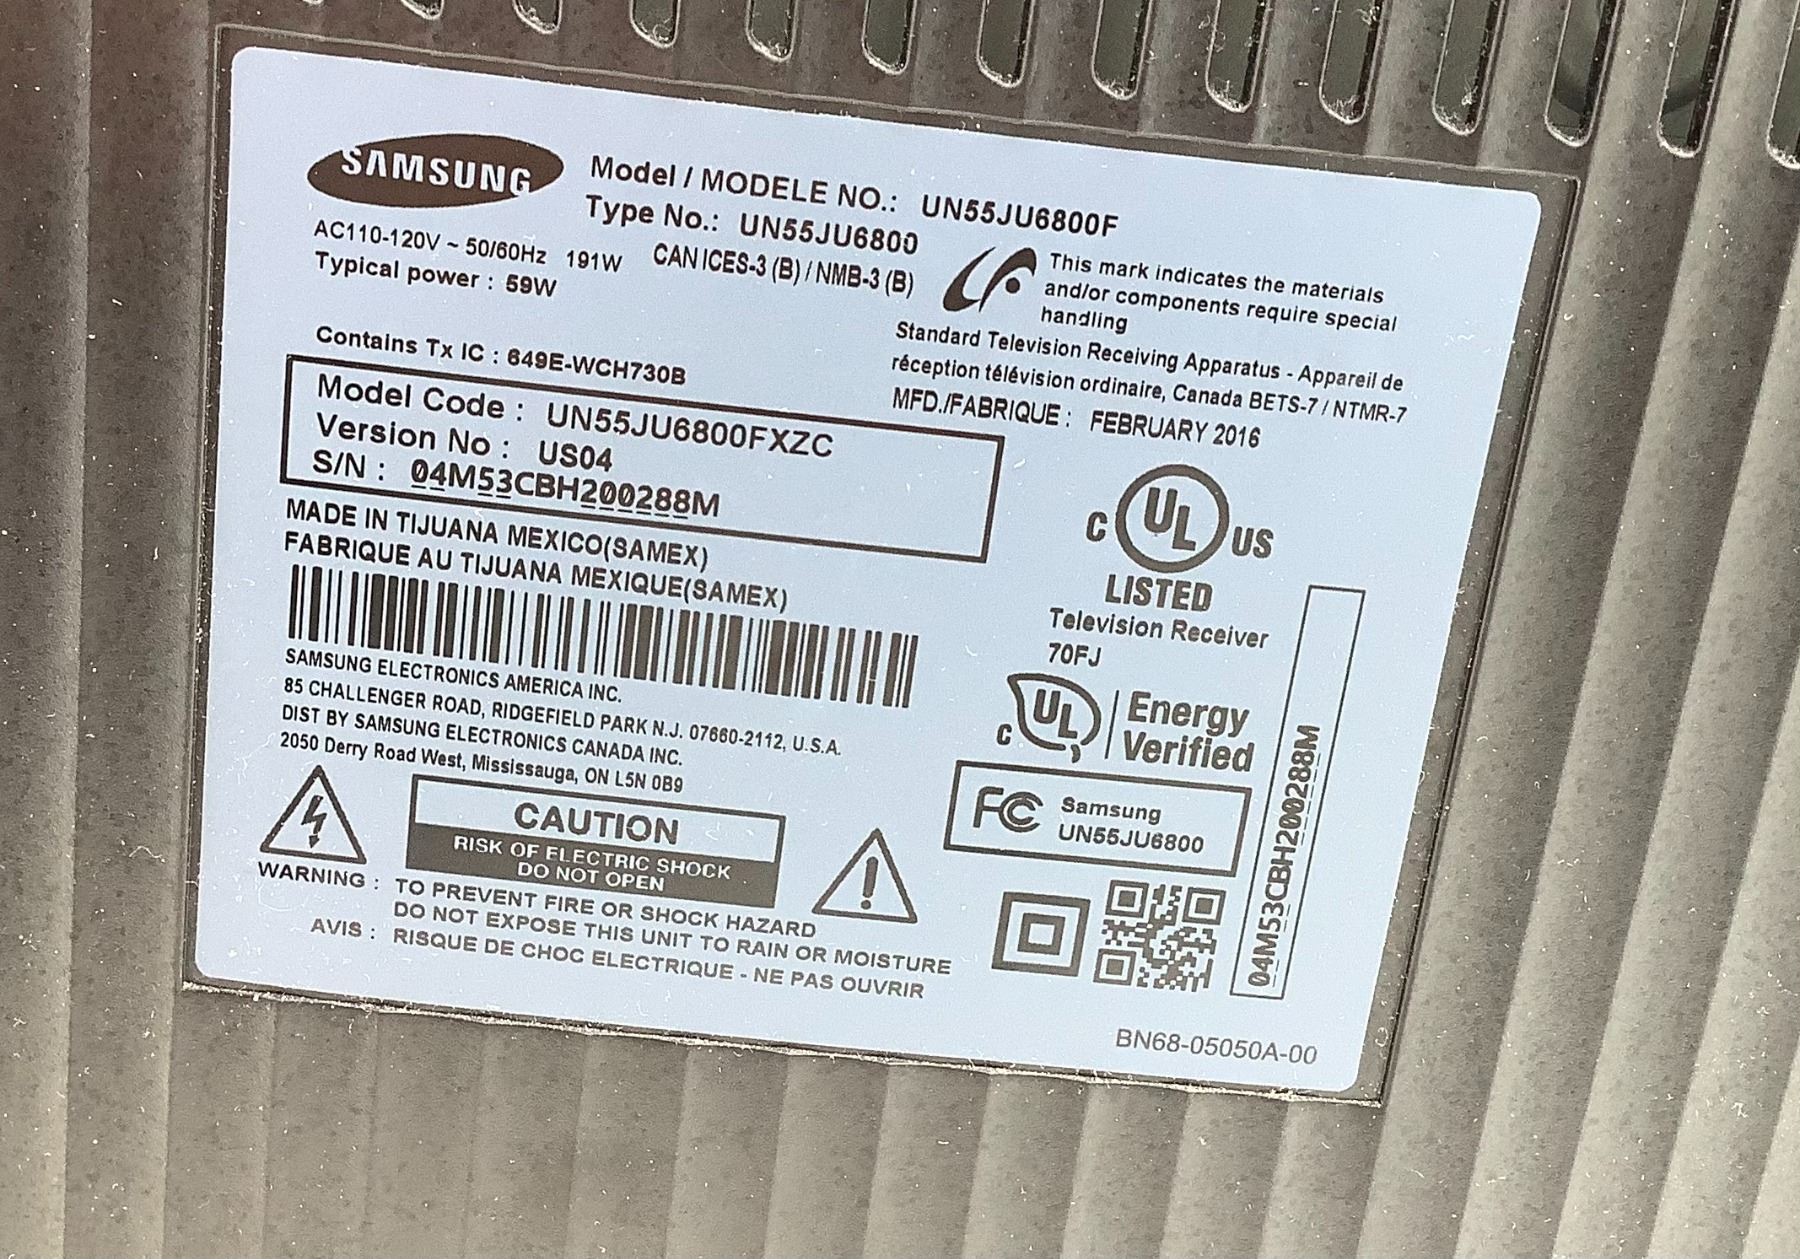 SAMSUNG
Model / MODELE NO.: UN55JU6800F
Type No.: UN55JU6800
AC110-120V ~ 50/60Hz 191W
CAN ICES-3 (B) / NMB-3 (B)
Typical power : 59W
This mark indicates the materials
and/or components require special
handling
Standard Television Receiving Apparatus - Appareil de
réception télévision ordinaire, Canada BETS-7 / NTMR-7
MFD./FABRIQUE : FEBRUARY 2016
Contains Tx IC : 649E-WCH730B
Model Code : UN55JU6800FXZC
Version No : US04
S/N : 04M53CBH200288M
MADE IN TIJUANA MEXICO(SAMEX)
FABRIQUE AU TIJUANA MEXIQUE(SAMEX)
SAMSUNG ELECTRONICS AMERICA INC.
85 CHALLENGER ROAD, RIDGEFIELD PARK N.J. 07660-2112, U.S.A.
DIST BY SAMSUNG ELECTRONICS CANADA INC.
2050 Derry Road West, Mississauga, ON L5N 0B9
C UL US
LISTED
Television Receiver
70FJ
C UL Energy
Verified
FC Samsung
UN55JU6800
04M53CBH200288M
CAUTION
RISK OF ELECTRIC SHOCK
DO NOT OPEN
WARNING : TO PREVENT FIRE OR SHOCK HAZARD
DO NOT EXPOSE THIS UNIT TO RAIN OR MOISTURE
AVIS : RISQUE DE CHOC ELECTRIQUE - NE PAS OUVRIR
15
BN68-05050A-00